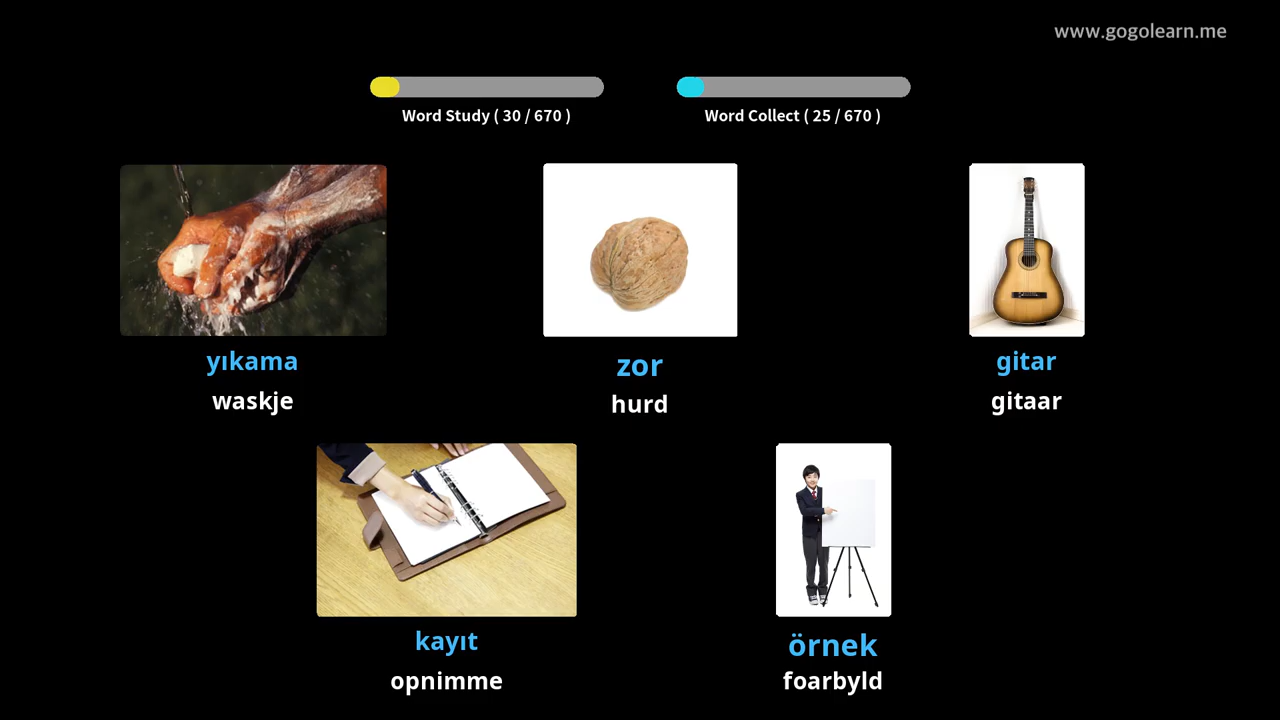 www.gogolearn.me
Word Study ( 30 / 670 )
Word Collect ( 25 / 670 )
yıkama
waskje
zor
hurd
gitar
gitaar
kayıt
opnimme
örnek
foarbyld